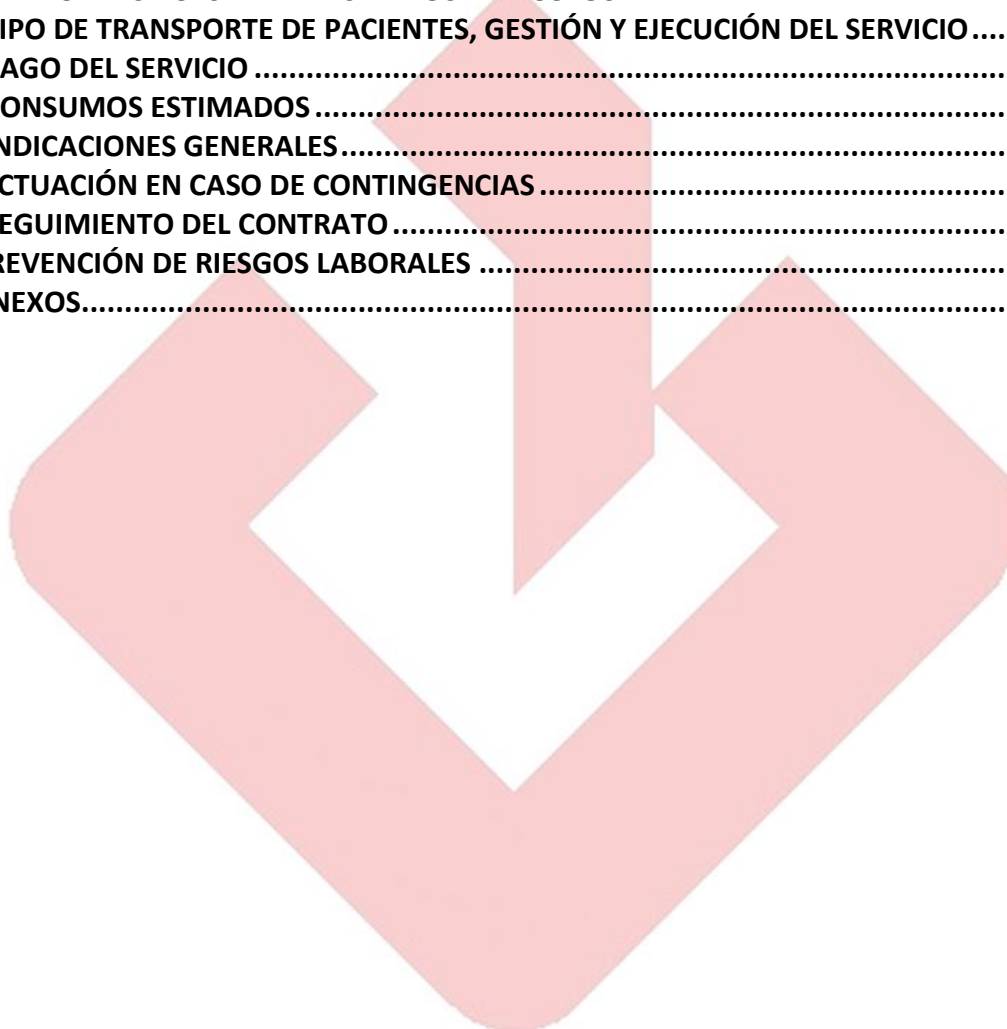 IPO DE TRANSPORTE DE PACIENTES, GESTIÓN Y EJECUCIÓN DEL SERVICIO....
AGO DEL SERVICIO ............................................................................................
ONSUMOS ESTIMADOS ....................................................................................
NDICACIONES GENERALES.................................................................................
CTUACIÓN EN CASO DE CONTINGENCIAS .........................................................
EGUIMIENTO DEL CONTRATO ...........................................................................
REVENCIÓN DE RIESGOS LABORALES ................................................................
NEXOS..................................................................................................................